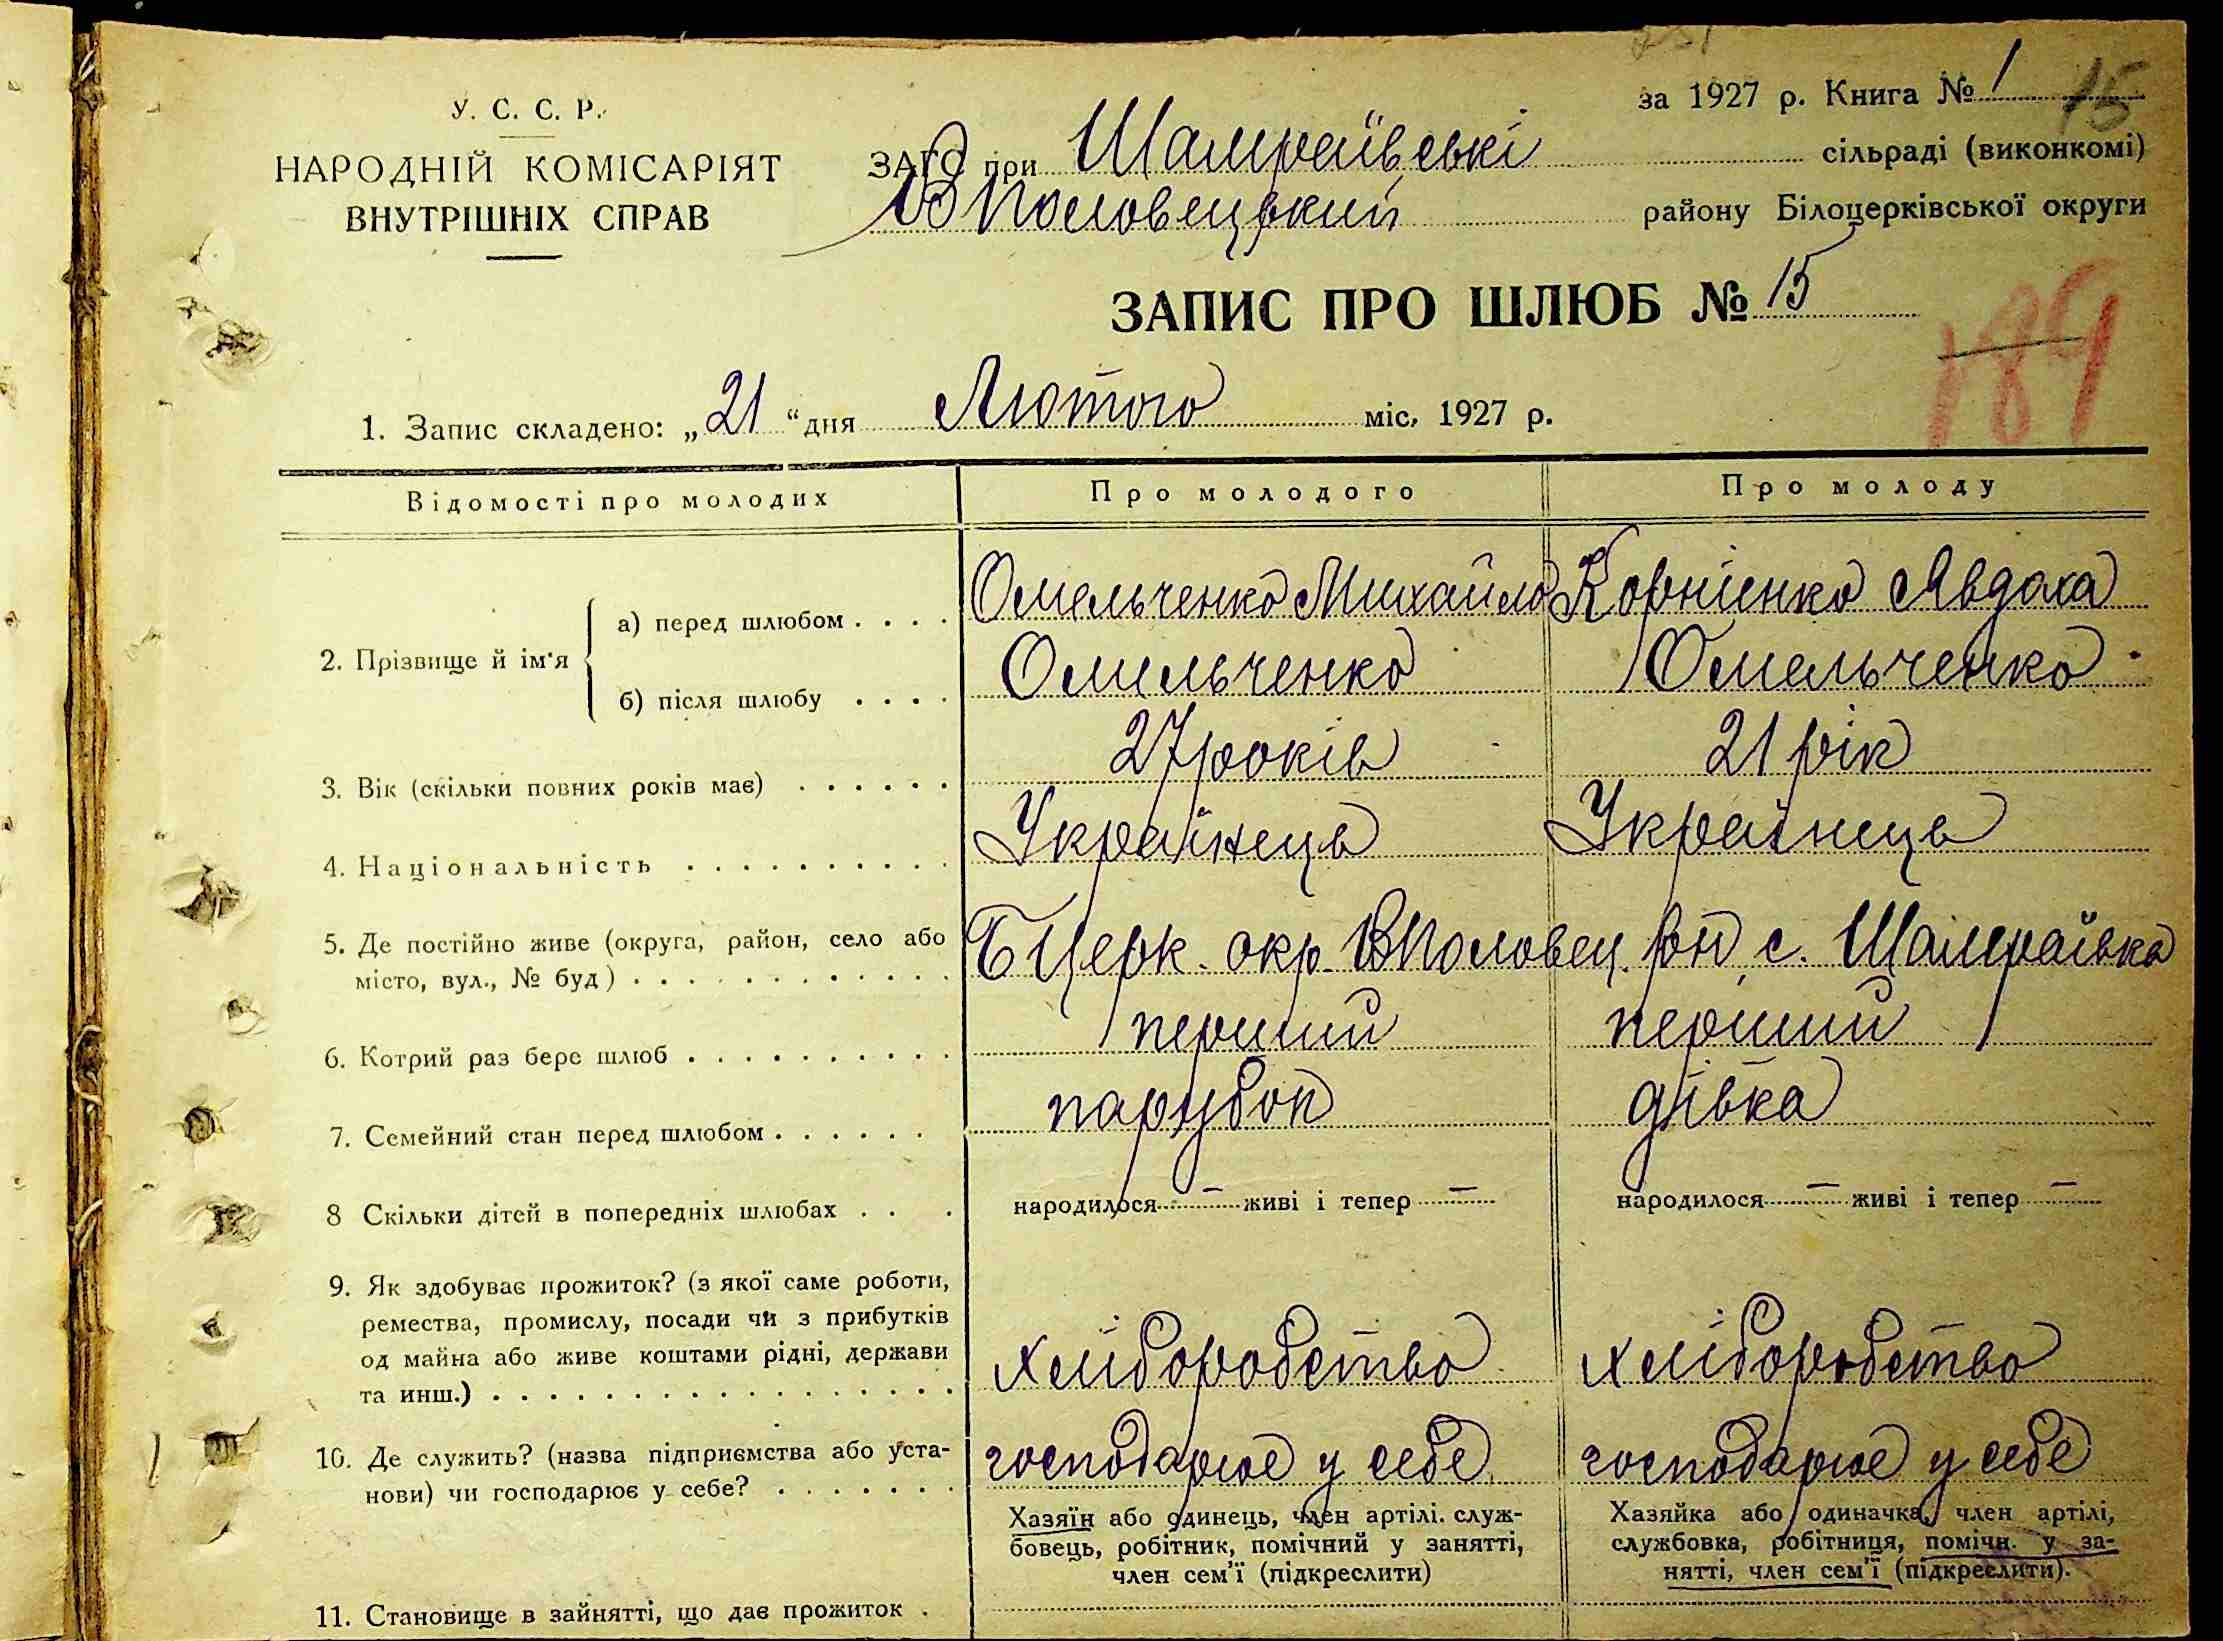 за 1927 р. Книга № 1 15
У. С. С. Р.
НАРОДНІЙ КОМІСАРІЯТ
ВНУТРІШНІХ СПРАВ
ЗАГС при Шамраївські сільраді (виконкомі)
В Половецький району Білоцерківської округи
ЗАПИС ПРО ШЛЮБ № 15
189
1. Запис складено: „21“ дня Лютого міс. 1927 р.
Відомості про молодих Про молодого Про молоду
2. Прізвище й ім'я
а) перед шлюбом . . . . Омельченко Михайло Корнієнко Явдоха
б) після шлюбу . . . . Омельченко Омельченко
3. Вік (скільки повних років має) . . . . . . 27 років 21 рік
4. Національність . . . . . . . . . . Українець Українець
5. Де постійно живе (округа, район, село або
місто, вул., № буд) . . . . . . . . . . . . Б Церк. окр. ВПоловец. рн, с. Шамраївка
6. Котрий раз бере шлюб . . . . . . . . . . перший перший
7. Семейний стан перед шлюбом . . . . . . парубок дівка
8 Скільки дітей в попередніх шлюбах . . . народилося — живі і тепер — народилося — живі і тепер —
9. Як здобуває прожиток? (з якої саме роботи,
ремества, промислу, посади чи з прибутків
од майна або живе коштами рідні, держави
та инш.) . . . . . . . . . . . . . . . . . хліборобство хліборобство
10. Де служить? (назва підприємства або уста-
нови) чи господарює у себе? . . . . . . . господарює у себе господарює у себе
Хазяїн або одинець, член артілі. служ-
бовець, робітник, помічний у занятті,
член сем'ї (підкреслити)
Хазяйка або одиначка, член артілі,
службовка, робітниця, помічн. у за-
нятті, член сем'ї (підкреслити).
11. Становище в зайнятті, що дає прожиток .